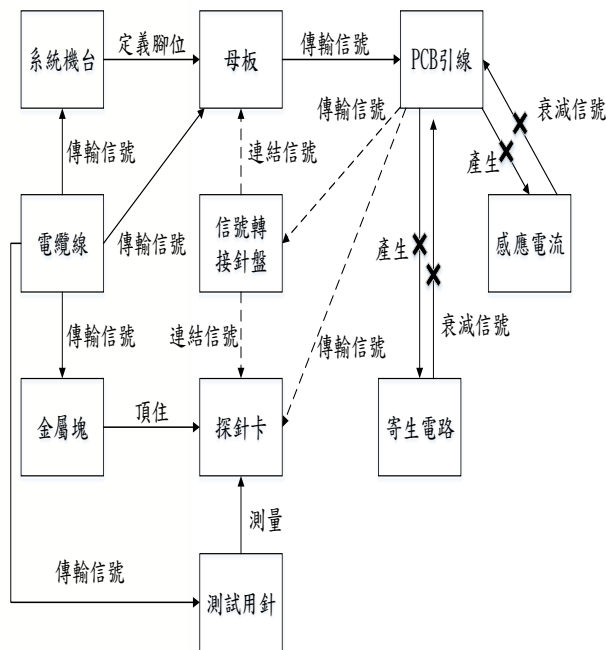 系統機台
定義腳位
母板
傳輸信號
PCB引線
傳輸信號
衰減信號
傳輸信號
連結信號
產生
電纜線
傳輸信號
信號轉
接針盤
產生
感應電流
傳輸信號
連結信號
傳輸信號
衰減信號
金屬塊
頂住
探針卡
寄生電路
測量
傳輸信號
測試用針